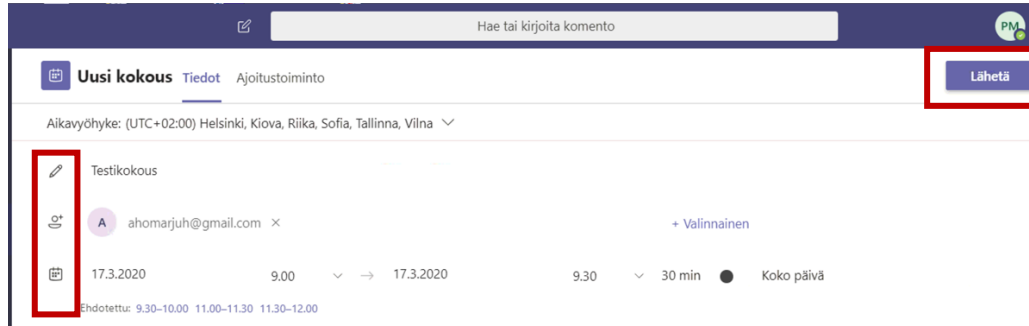 Hae tai kirjoita komento
PM
Uusi kokous Tiedot Ajoitustoiminto
Lähetä
Aikavyöhyke: (UTC+02:00) Helsinki, Kiova, Riika, Sofia, Tallinna, Vilna
Testikokous
A ahomarjuh@gmail.com × + Valinnainen
17.3.2020 9.00 → 17.3.2020 9.30 30 min Koko päivä
Ehdotettu: 9.30–10.00 11.00–11.30 11.30–12.00